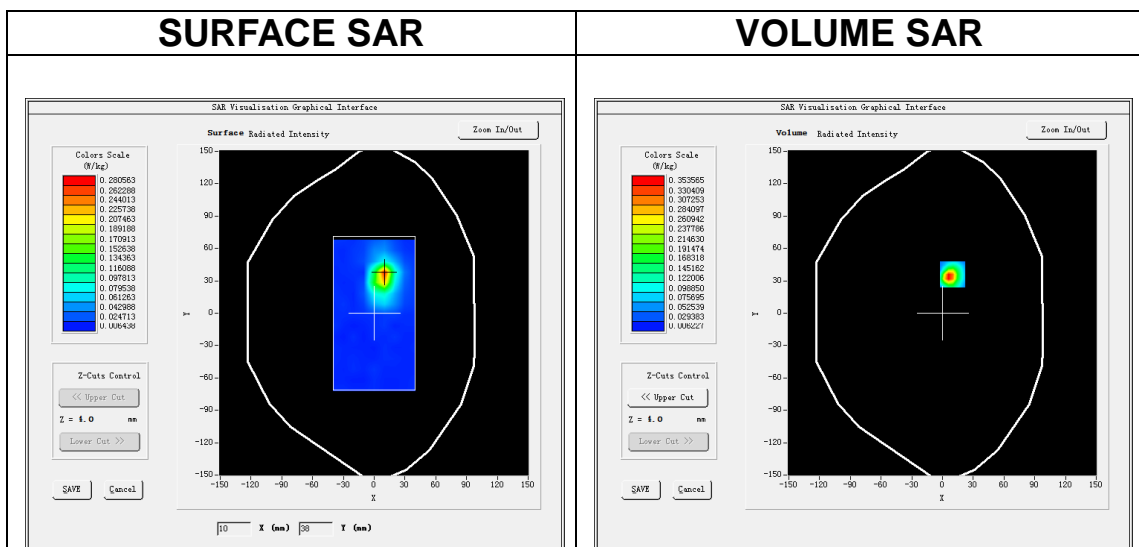 SURFACE SAR
VOLUME SAR
SAR Visualisation Graphical Interface
Surface Radiated Intensity
Zoom In/Out
Colors Scale
(W/kg)
0.280563
0.262288
0.244013
0.225738
0.207463
0.189188
0.170913
0.152638
0.134363
0.116088
0.097813
0.079538
0.061263
0.042988
0.024713
0.006438
150
120
90
60
30
0
-30
-60
-90
-120
-150
Y
-150 -120 -90 -60 -30 0 30 60 90 120 150
X
Z-Cuts Control
<< Upper Cut
Z = 4.0 mm
Lower Cut >>
SAVE Cancel
10 X (mm) 38 Y (mm)
SAR Visualisation Graphical Interface
Volume Radiated Intensity
Zoom In/Out
Colors Scale
(W/kg)
0.353565
0.330409
0.307253
0.284097
0.260942
0.237786
0.214630
0.191474
0.168318
0.145162
0.122006
0.098850
0.075695
0.052539
0.029383
0.006227
150
120
90
60
30
0
-30
-60
-90
-120
-150
Y
-150 -120 -90 -60 -30 0 30 60 90 120 150
X
Z-Cuts Control
<< Upper Cut
Z = 4.0 mm
Lower Cut >>
SAVE Cancel